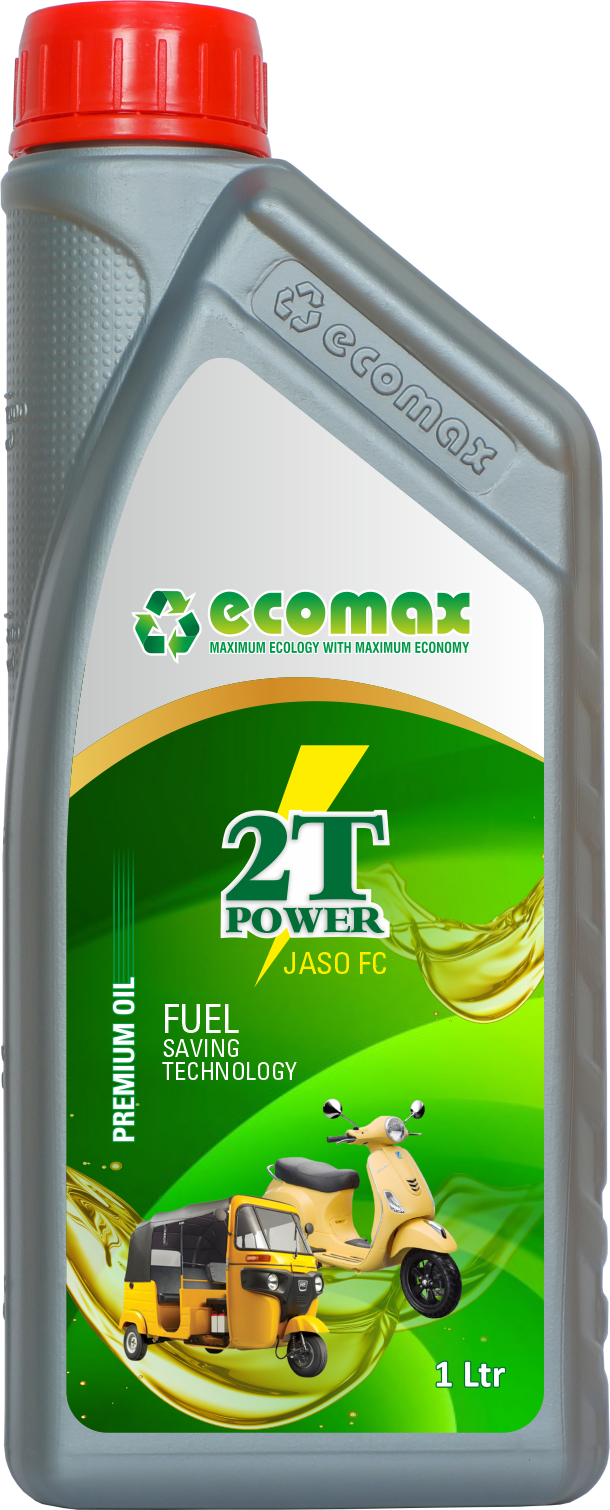 ecomax
ecomax
MAXIMUM ECOLOGY WITH MAXIMUM ECONOMY
2T
POWER
JASO FC
PREMIUM OIL
FUEL
SAVING
TECHNOLOGY
1 Ltr